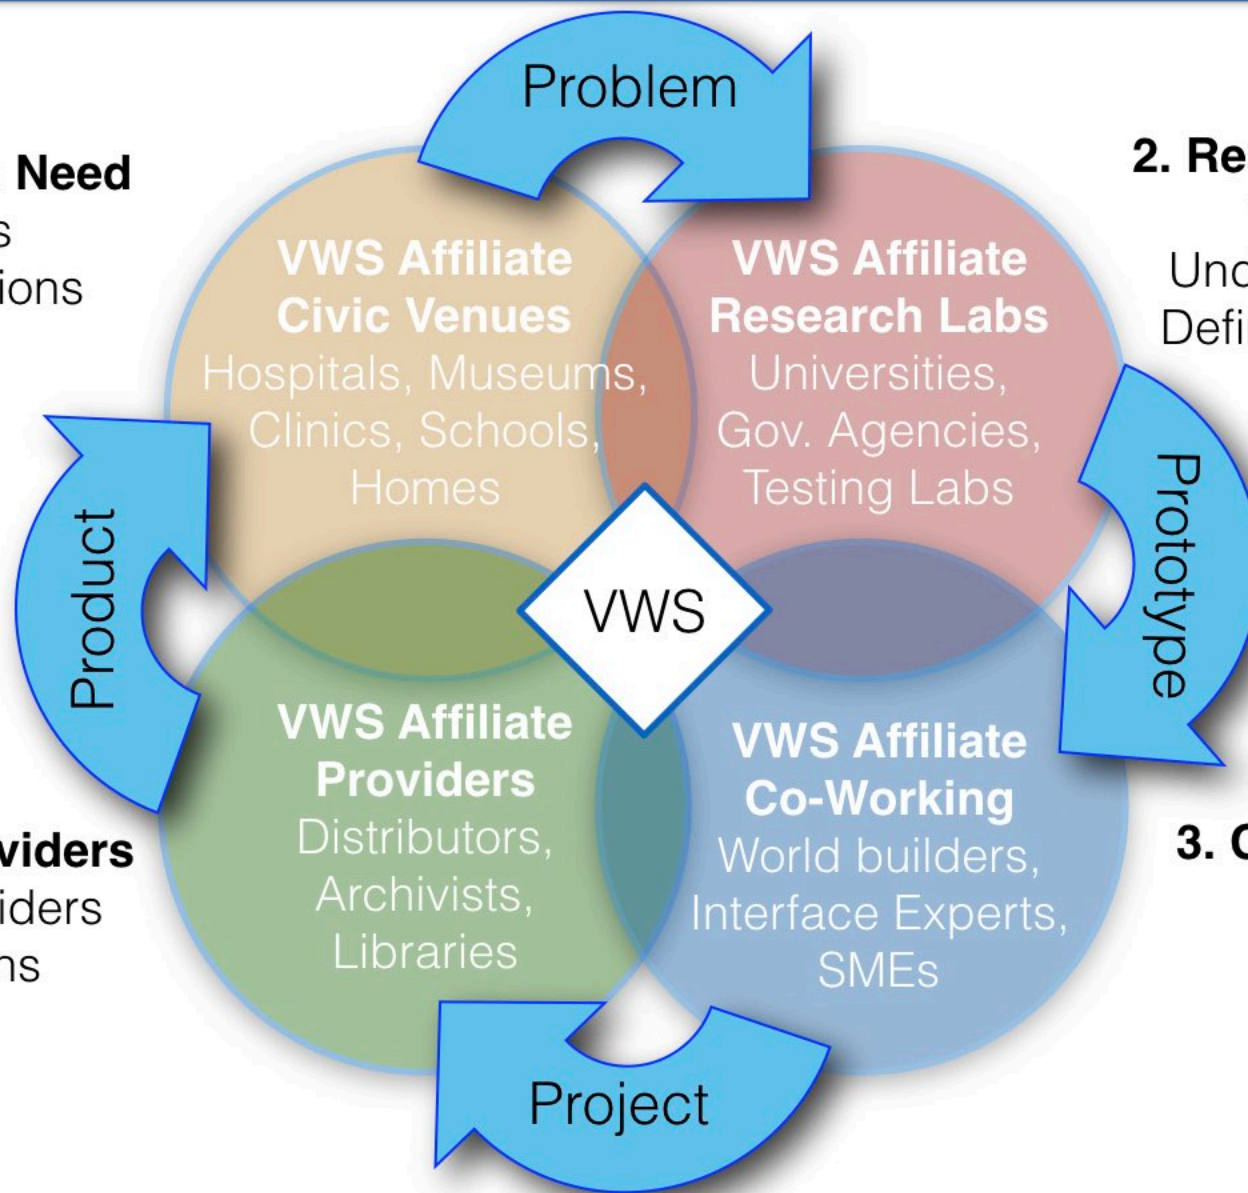 Problem
Need
2. Re
s
ions
Unc
Defi
VWS Affiliate
Civic Venues
Hospitals, Museums,
Clinics, Schools,
Homes
VWS Affiliate
Research Labs
Universities,
Gov. Agencies,
Testing Labs
Product
Prototype
VWS
VWS Affiliate
Providers
Distributors,
Archivists,
Libraries
VWS Affiliate
Co-Working
World builders,
Interface Experts,
SMEs
viders
iders
ns
3.
Project